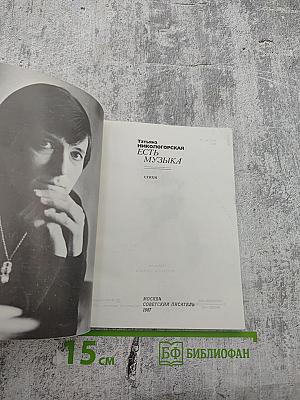 Татьяна
НИКОЛОГОРСКАЯ
ЕСТЬ
МУЗЫКА
СТИХИ
МОСКВА
СОВЕТСКИЙ ПИСАТЕЛЬ
1987
15 см
БФ БИБЛИОФАН